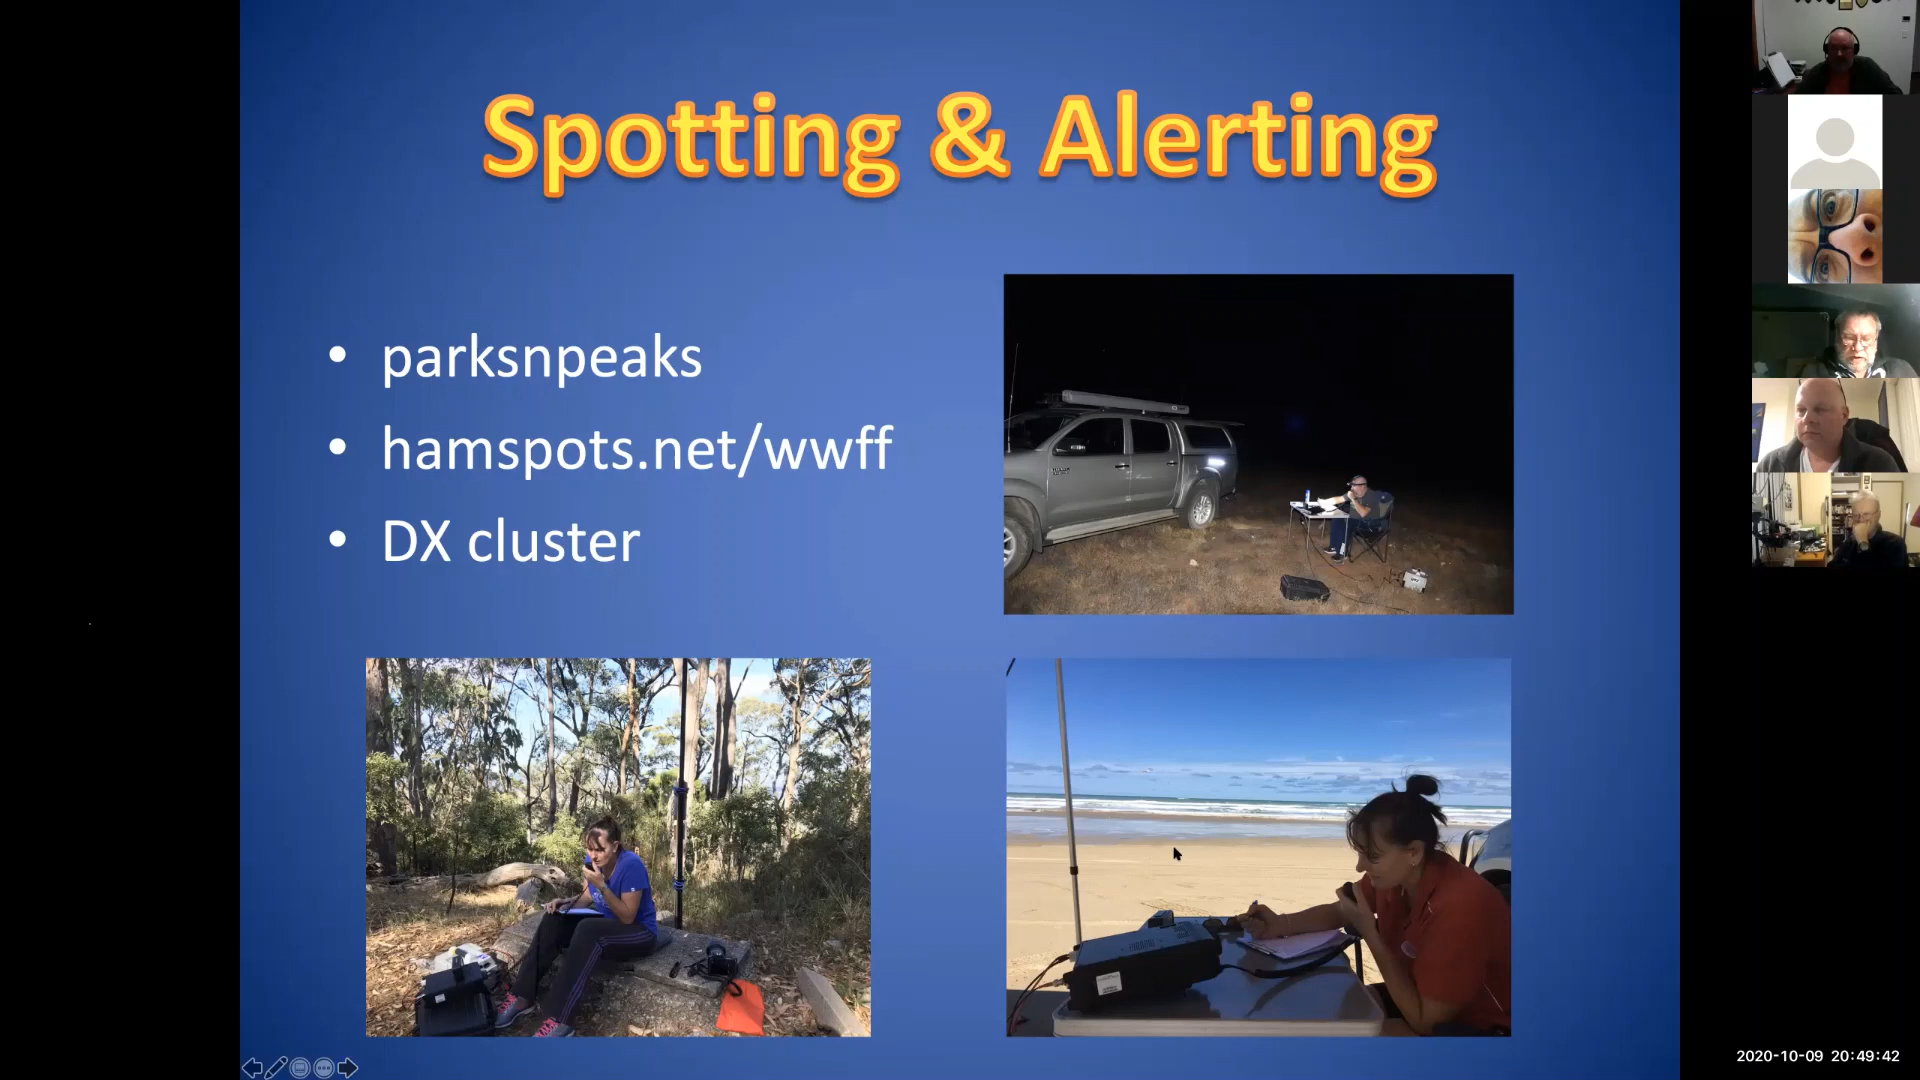 Spotting & Alerting
• parksnpeaks
• hamspots.net/wwff
• DX cluster
2020-10-09 20:49:42